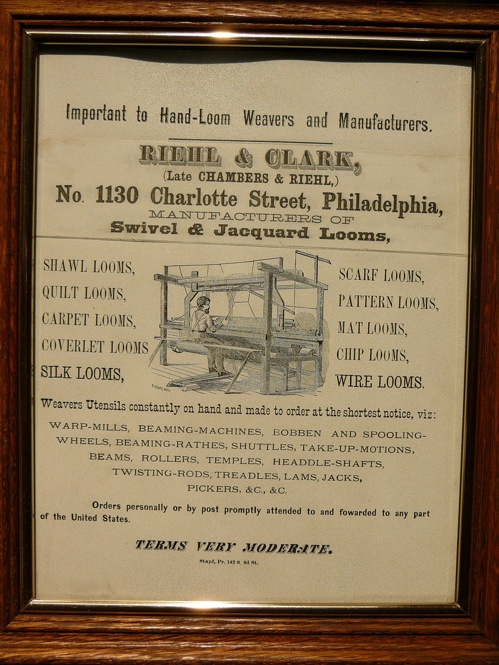 Important to Hand-Loom Weavers and Manufacturers.
RIEHL & CLARK,
(Late CHAMBERS & RIEHL,)
No. 1130 Charlotte Street, Philadelphia,
MANUFACTURERS OF
Swivel & Jacquard Looms,
SHAWL LOOMS,
QUILT LOOMS,
CARPET LOOMS,
COVERLET LOOMS
SILK LOOMS,
SCARF LOOMS,
PATTERN LOOMS,
MAT LOOMS,
CHIP LOOMS,
WIRE LOOMS.
Weavers Utensils constantly on hand and made to order at the shortest notice, viz:
WARP-MILLS, BEAMING-MACHINES, BOBBEN AND SPOOLING-
WHEELS, BEAMING-RATHES, SHUTTLES, TAKE-UP-MOTIONS,
BEAMS, ROLLERS, TEMPLES, HEADDLE-SHAFTS,
TWISTING-RODS, TREADLES, LAMS, JACKS,
PICKERS, &C., &C.
Orders personally or by post promptly attended to and fowarded to any part
of the United States.
TERMS VERY MODERATE.
Pr. 142 S. 3d St.